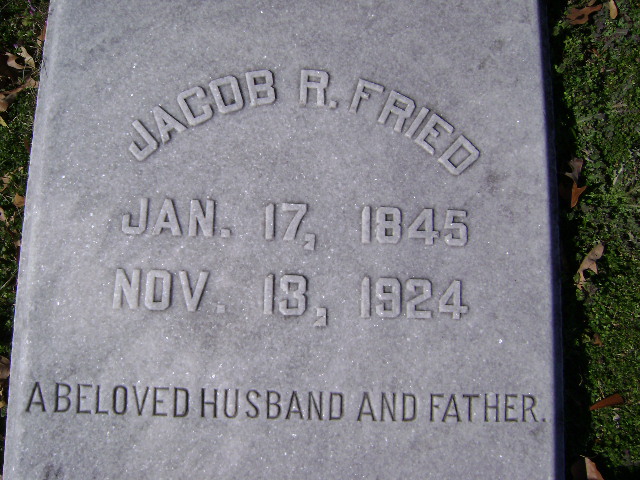 JACOB R. FRIED
JAN. 17, 1845
NOV. 13, 1924
A BELOVED HUSBAND AND FATHER.